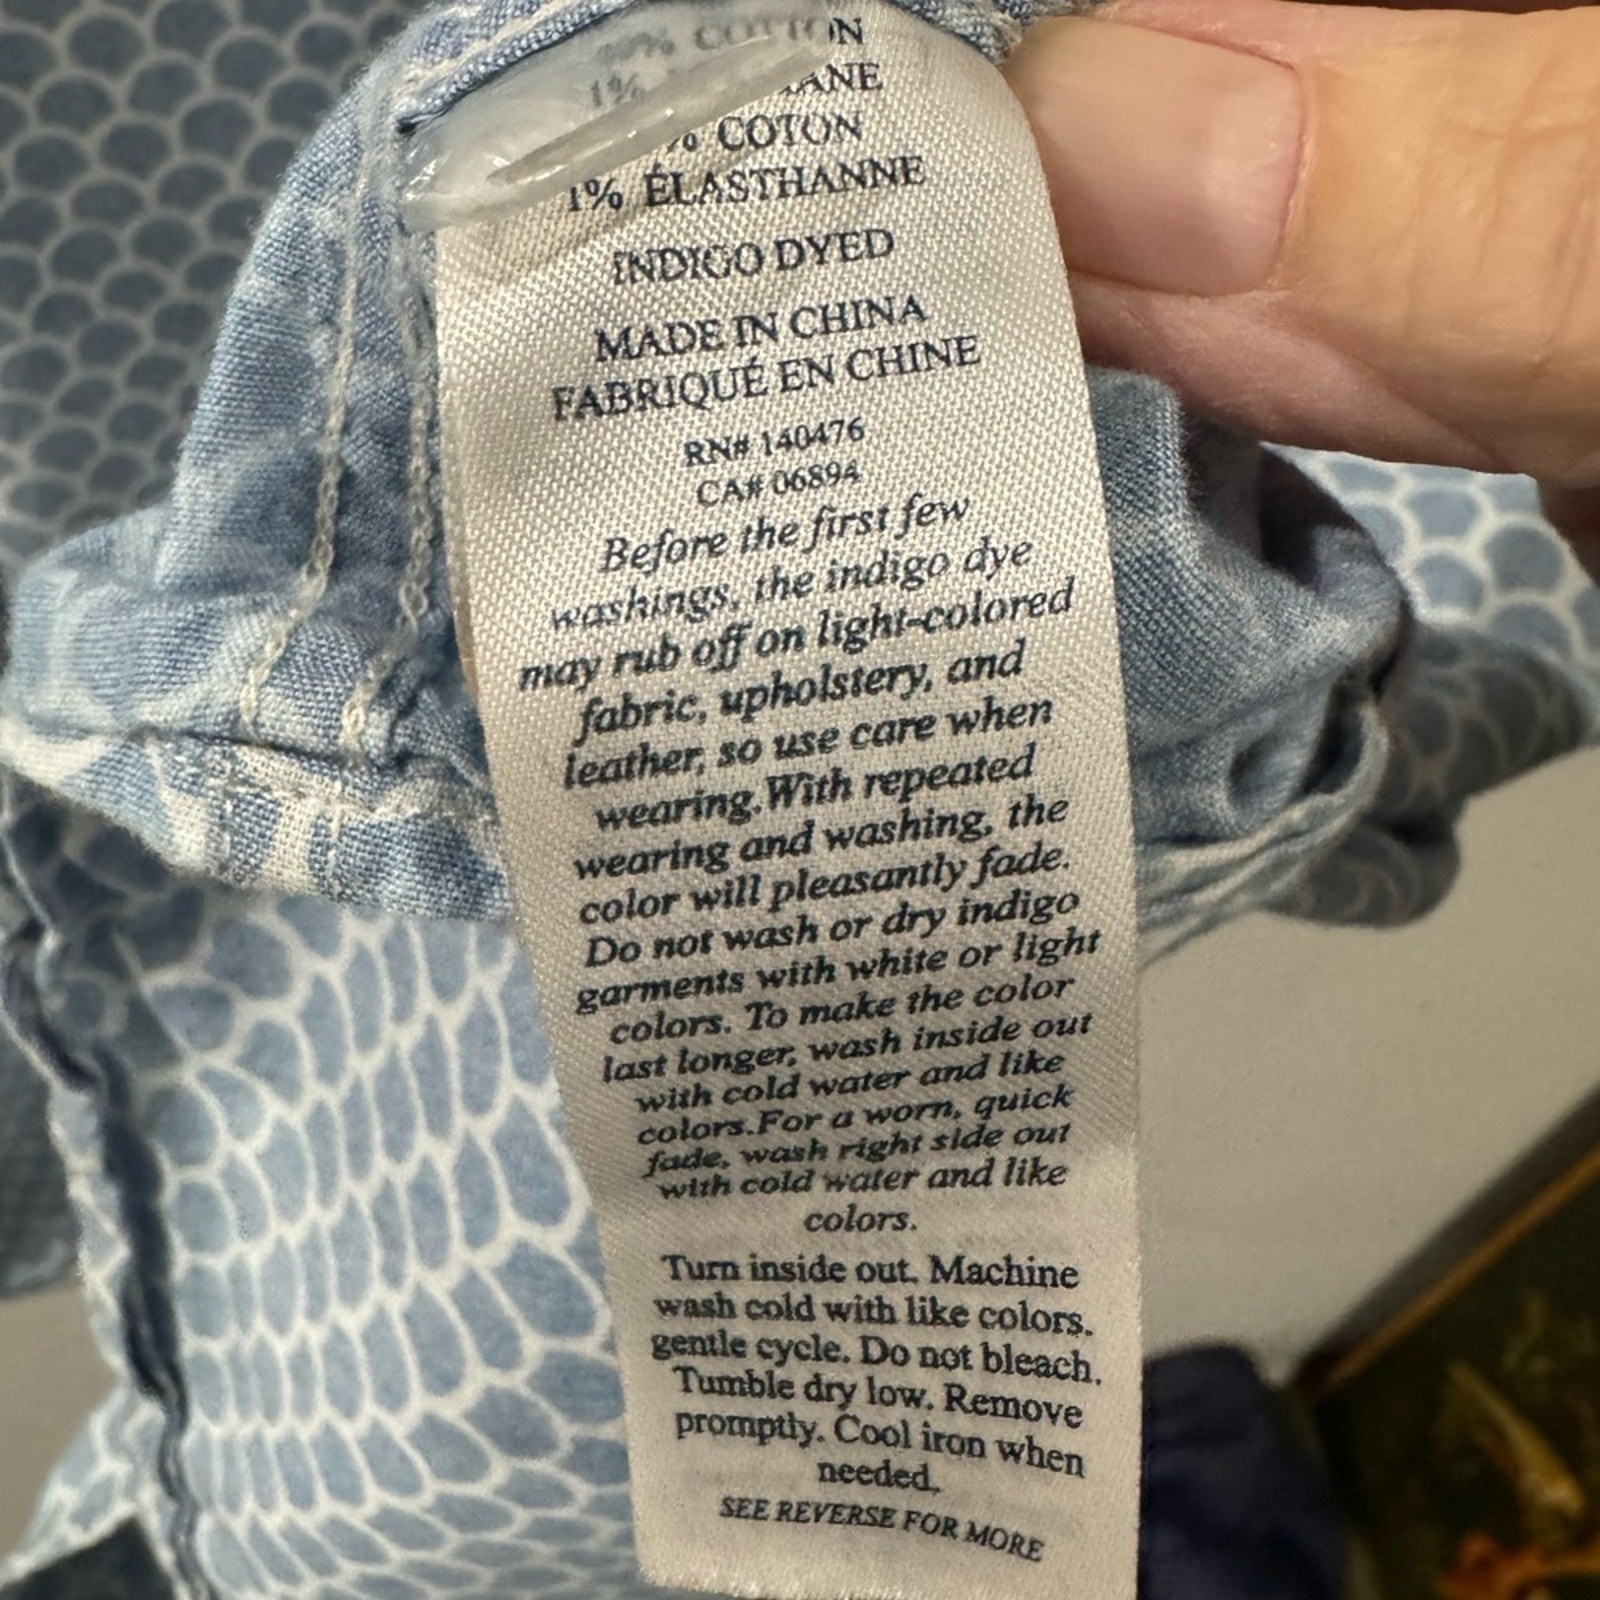 COTTON
1%
% COTON
1% ÉLASTHANNE
INDIGO DYED
MADE IN CHINA
FABRIQUÉ EN CHINE
RN# 140476
CA# 06894
Before the first few
washings, the indigo dye
may rub off on light-colored
fabric, upholstery, and
leather, so use care when
wearing.With repeated
wearing and washing, the
color will pleasantly fade.
Do not wash or dry indigo
garments with white or light
colors. To make the color
last longer, wash inside out
with cold water and like
colors.For a worn, quick
fade, wash right side out
with cold water and like
colors.
Turn inside out. Machine
wash cold with like colors.
gentle cycle. Do not bleach.
Tumble dry low. Remove
promptly. Cool iron when
needed.
SEE REVERSE FOR MORE